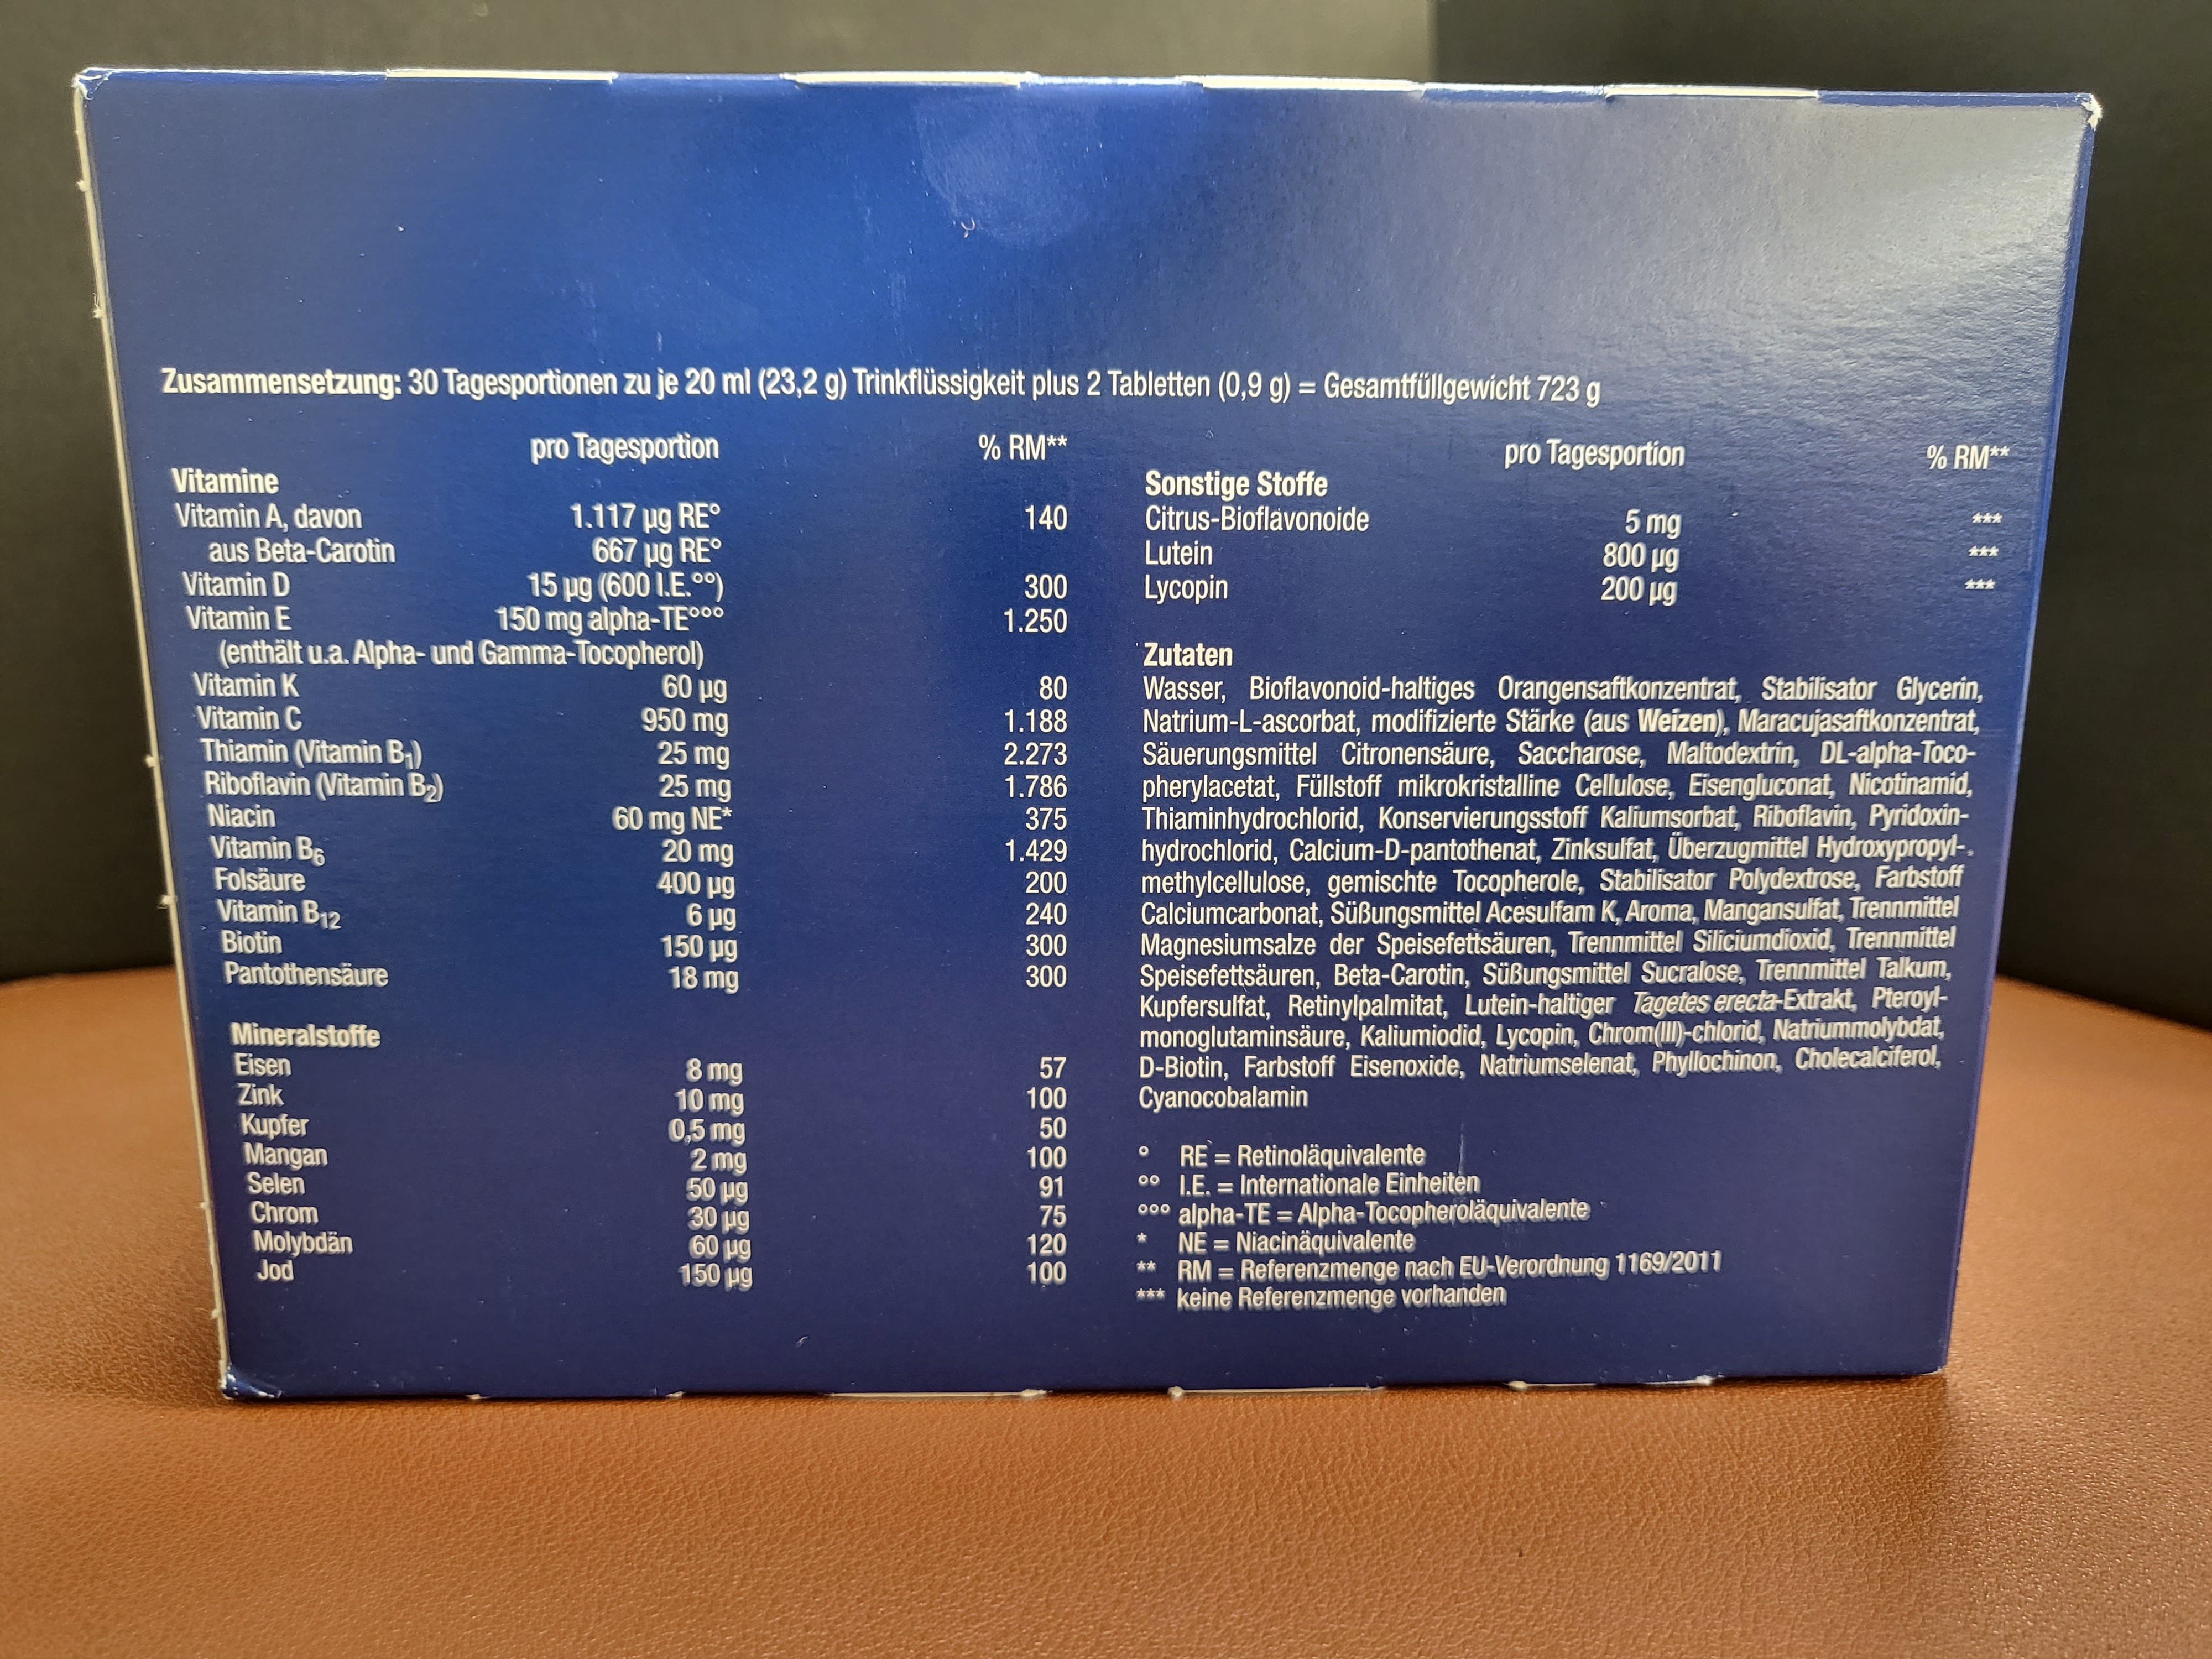 Zusammensetzung: 30 Tagesportionen zu je 20 ml (23,2 g) Trinkflüssigkeit plus 2 Tabletten (0,9 g) = Gesamtfüllgewicht 723 g
pro Tagesportion % RM**
Vitamine
Vitamin A, davon 1.117 µg RE° 140
aus Beta-Carotin 667 µg RE°
Vitamin D 15 µg (600 I.E.°°) 300
Vitamin E 150 mg alpha-TE°°° 1.250
(enthält u.a. Alpha- und Gamma-Tocopherol)
Vitamin K 60 µg 80
Vitamin C 950 mg 1.188
Thiamin (Vitamin B₁) 25 mg 2.273
Riboflavin (Vitamin B₂) 25 mg 1.786
Niacin 60 mg NE* 375
Vitamin B₆ 20 mg 1.429
Folsäure 400 µg 200
Vitamin B₁₂ 6 µg 240
Biotin 150 µg 300
Pantothensäure 18 mg 300
Mineralstoffe
Eisen 8 mg 57
Zink 10 mg 100
Kupfer 0,5 mg 50
Mangan 2 mg 100
Selen 50 µg 91
Chrom 30 µg 75
Molybdän 60 µg 120
Jod 150 µg 100
pro Tagesportion % RM**
Sonstige Stoffe
Citrus-Bioflavonoide 5 mg ***
Lutein 800 µg ***
Lycopin 200 µg ***
Zutaten
Wasser, Bioflavonoid-haltiges Orangensaftkonzentrat, Stabilisator Glycerin,
Natrium-L-ascorbat, modifizierte Stärke (aus Weizen), Maracujasaftkonzentrat,
Säuerungsmittel Citronensäure, Saccharose, Maltodextrin, DL-alpha-Toco-
pherylacetat, Füllstoff mikrokristalline Cellulose, Eisengluconat, Nicotinamid,
Thiaminhydrochlorid, Konservierungsstoff Kaliumsorbat, Riboflavin, Pyridoxin-
hydrochlorid, Calcium-D-pantothenat, Zinksulfat, Überzugmittel Hydroxypropyl-
methylcellulose, gemischte Tocopherole, Stabilisator Polydextrose, Farbstoff
Calciumcarbonat, Süßungsmittel Acesulfam K, Aroma, Mangansulfat, Trennmittel
Magnesiumsalze der Speisefettsäuren, Trennmittel Siliciumdioxid, Trennmittel
Speisefettsäuren, Beta-Carotin, Süßungsmittel Sucralose, Trennmittel Talkum,
Kupfersulfat, Retinylpalmitat, Lutein-haltiger Tagetes erecta-Extrakt, Pteroyl-
monoglutaminsäure, Kaliumiodid, Lycopin, Chrom(III)-chlorid, Natriummolybdat,
D-Biotin, Farbstoff Eisenoxide, Natriumselenat, Phyllochinon, Cholecalciferol,
Cyanocobalamin
° RE = Retinoläquivalente
°° I.E. = Internationale Einheiten
°°° alpha-TE = Alpha-Tocopheroläquivalente
* NE = Niacinäquivalente
** RM = Referenzmenge nach EU-Verordnung 1169/2011
*** keine Referenzmenge vorhanden